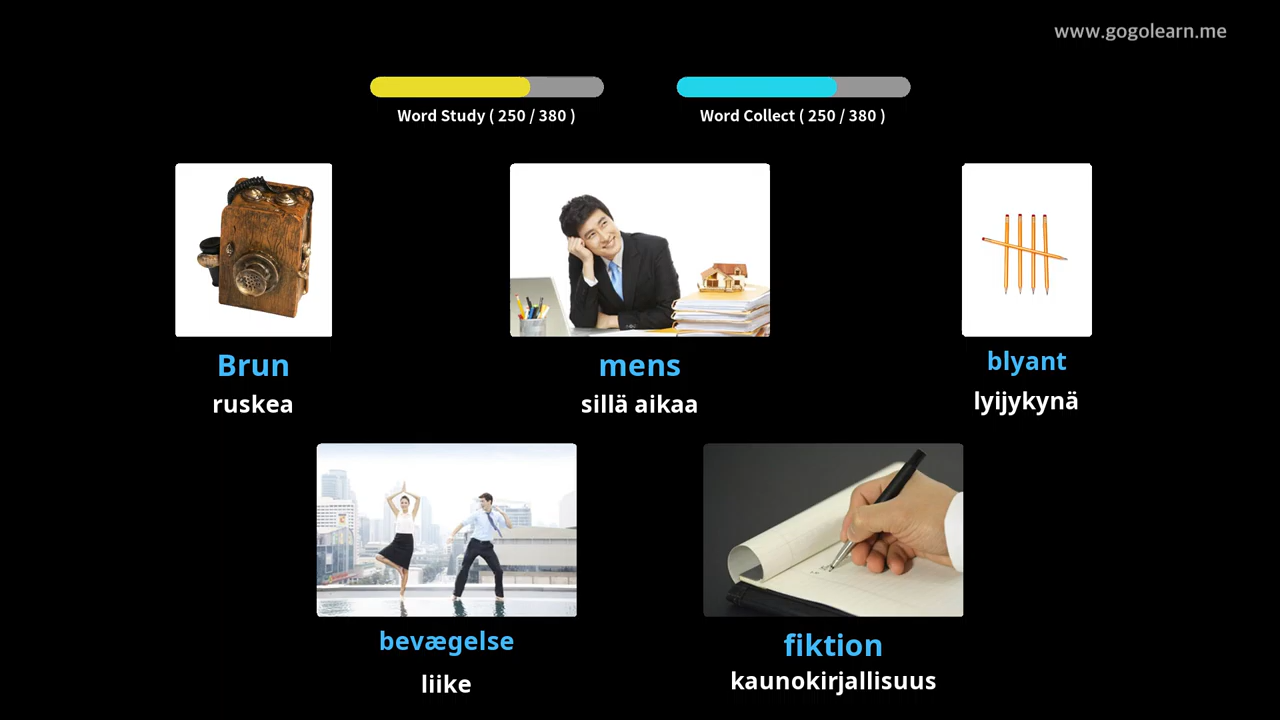 www.gogolearn.me
Word Study ( 250 / 380 )
Word Collect ( 250 / 380 )
Brun
ruskea
mens
sillä aikaa
blyant
lyijykynä
bevægelse
liike
fiktion
kaunokirjallisuus